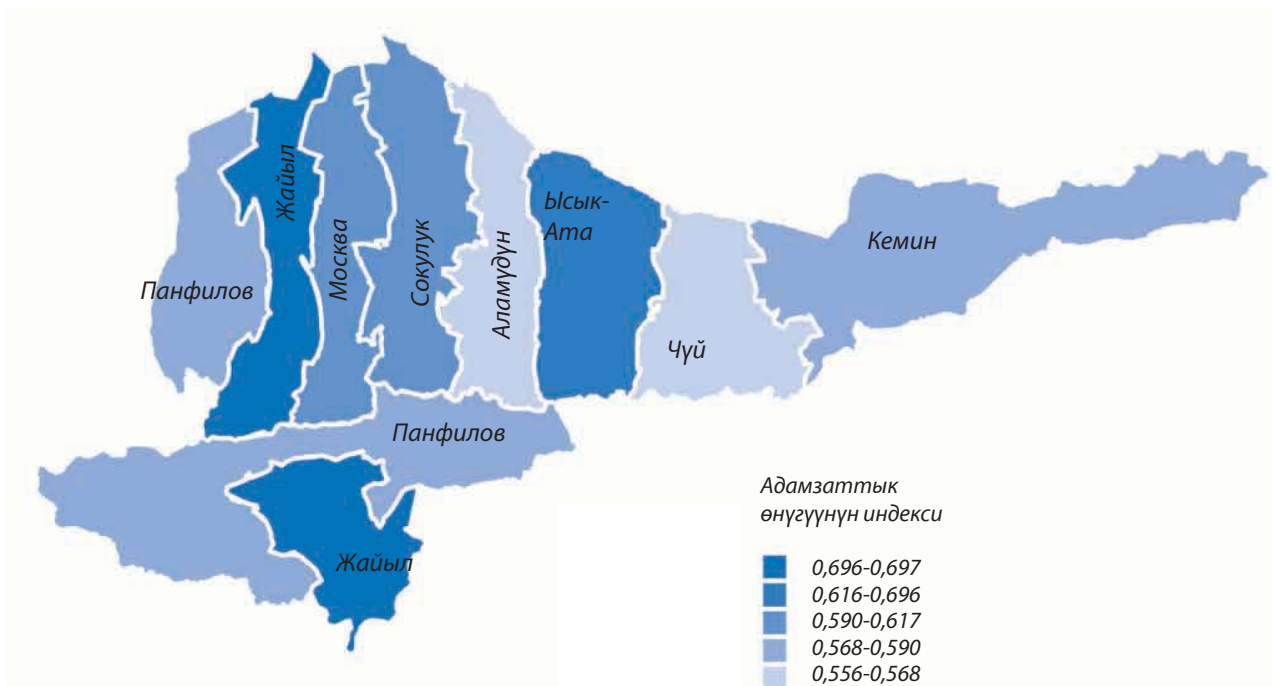 Панфилов
Жайыл
Москва
Сокулук
Аламүдүн
Ысык-
Ата
Чүй
Кемин
Панфилов
Жайыл
Адамзаттык
өнүгүүнүн индекси
0,696-0,697
0,616-0,696
0,590-0,617
0,568-0,590
0,556-0,568